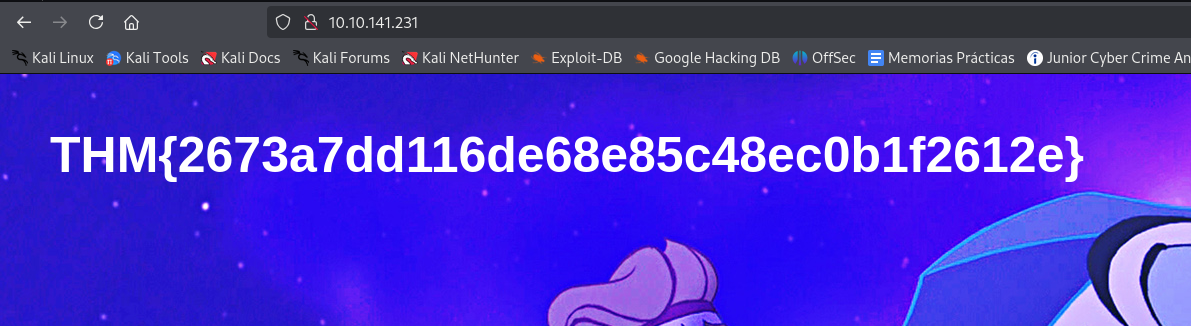 10.10.141.231
Kali Linux Kali Tools Kali Docs Kali Forums Kali NetHunter Exploit-DB Google Hacking DB OffSec Memorias Prácticas Junior Cyber Crime An
THM{2673a7dd116de68e85c48ec0b1f2612e}